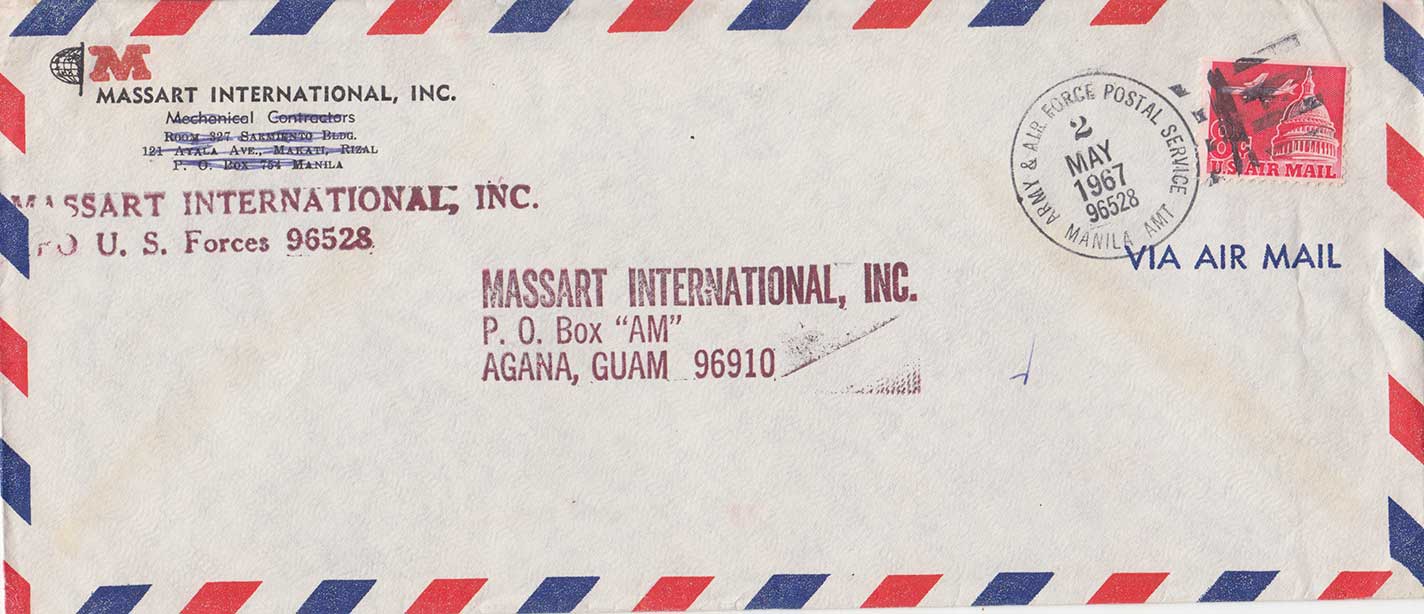 M
MASSART INTERNATIONAL, INC.
Mechanical Contractors
ROOM 327 SARMIENTO BLDG.
121 AYALA AVE., MAKATI, RIZAL
P. O. BOX 754 MANILA
MASSART INTERNATIONAL, INC.
PO U. S. Forces 96528
ARMY & AIR FORCE POSTAL SERVICE
2
MAY
1967
96528
MANILA AMT
8c
U.S. AIR MAIL
VIA AIR MAIL
MASSART INTERNATIONAL, INC.
P. O. Box "AM"
AGANA, GUAM 96910